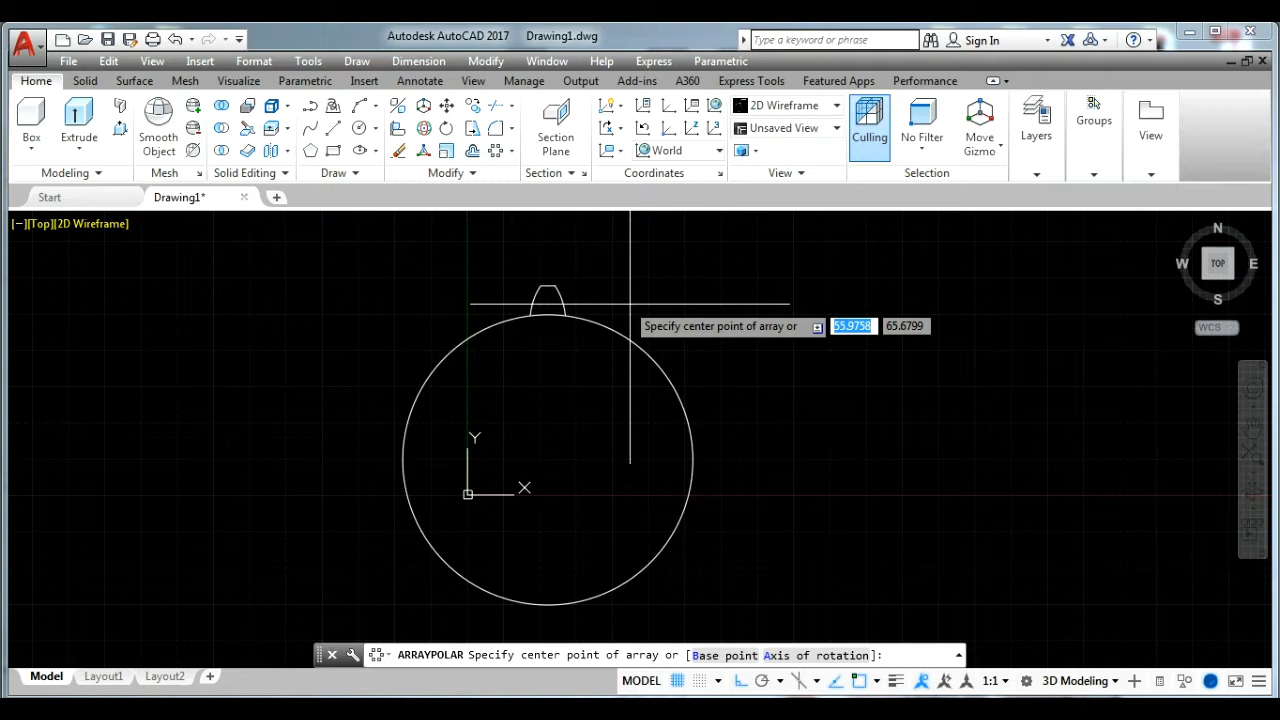 Autodesk AutoCAD 2017 Drawing1.dwg
Type a keyword or phrase
Sign In
File Edit View Insert Format Tools Draw Dimension Modify Window Help Express Parametric
Home Solid Surface Mesh Visualize Parametric Insert Annotate View Manage Output Add-ins A360 Express Tools Featured Apps Performance
2D Wireframe
Unsaved View
World
Box Extrude Smooth Object Section Plane Culling No Filter Move Gizmo Layers Groups View
Modeling Mesh Solid Editing Draw Modify Section Coordinates View Selection
Start Drawing1*
[−][Top][2D Wireframe]
N
W TOP E
S
WCS
Specify center point of array or 55.9758 65.6799
Y
X
ARRAYPOLAR Specify center point of array or [Base point Axis of rotation]:
Model Layout1 Layout2
MODEL 1:1 3D Modeling